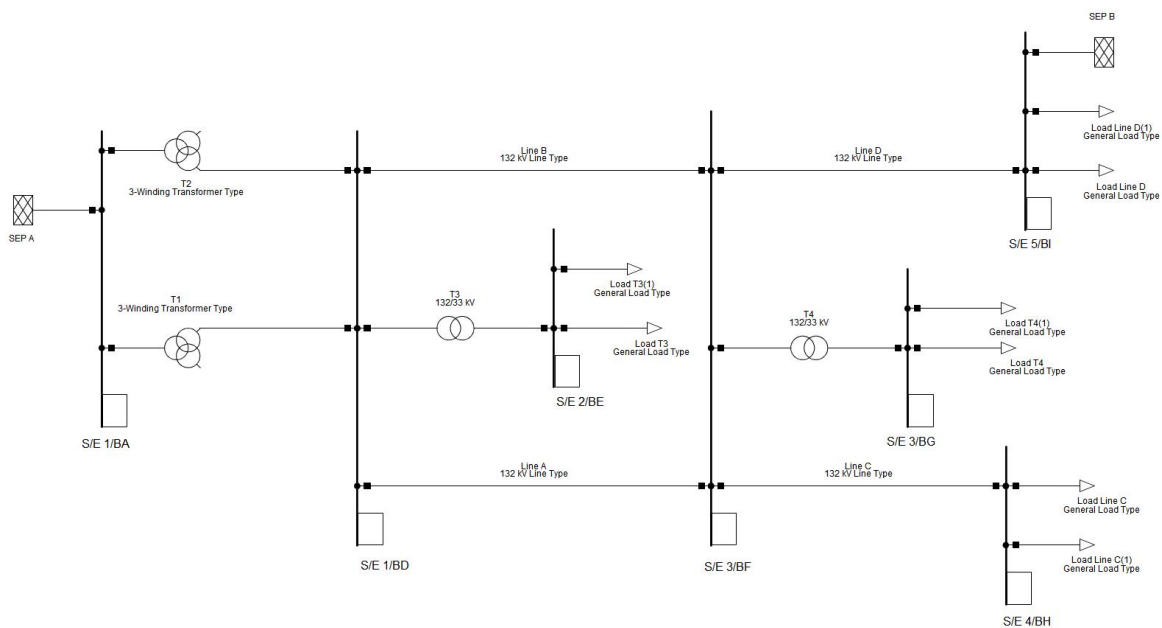 SEP B
Load Line D(1)
General Load Type
Line B
132 kV Line Type
Line D
132 kV Line Type
T2
3-Winding Transformer Type
Load Line D
General Load Type
SEP A
S/E 5/BI
Load T3(1)
General Load Type
T1
3-Winding Transformer Type
T3
132/33 kV
T4
132/33 kV
Load T4(1)
General Load Type
Load T3
General Load Type
Load T4
General Load Type
S/E 2/BE
S/E 1/BA
S/E 3/BG
Line A
132 kV Line Type
Line C
132 kV Line Type
Load Line C
General Load Type
S/E 1/BD
S/E 3/BF
Load Line C(1)
General Load Type
S/E 4/BH